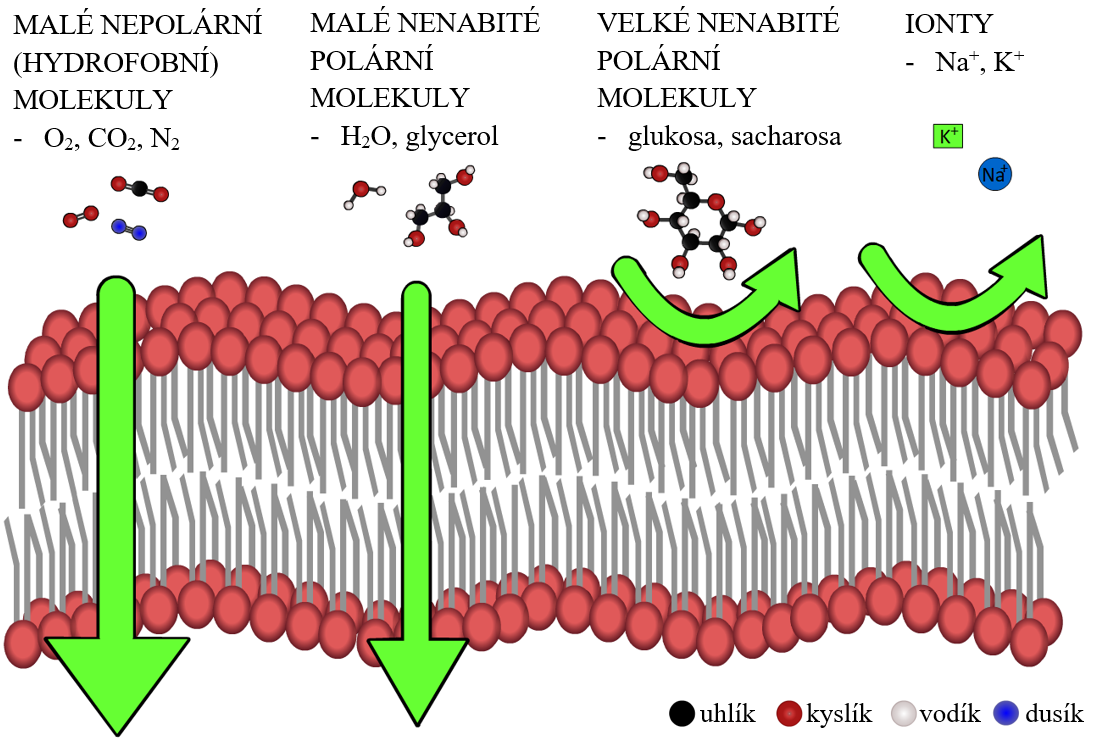 MALÉ NEPOLÁRNÍ
(HYDROFOBNÍ)
MOLEKULY
- O₂, CO₂, N₂
MALÉ NENABITÉ
POLÁRNÍ
MOLEKULY
- H₂O, glycerol
VELKÉ NENABITÉ
POLÁRNÍ
MOLEKULY
- glukosa, sacharosa
IONTY
- Na⁺, K⁺
K⁺
Na⁺
uhlík
kyslík
vodík
dusík